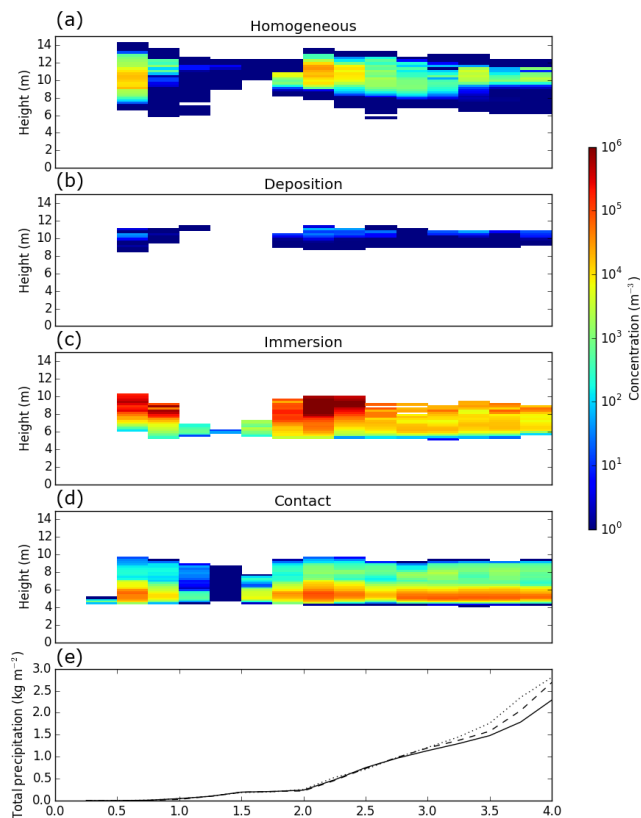 (a)
Homogeneous
14
12
10
8
6
4
2
0
Height (m)
(b)
Deposition
14
12
10
8
6
4
2
0
Height (m)
(c)
Immersion
14
12
10
8
6
4
2
0
Height (m)
(d)
Contact
14
12
10
8
6
4
2
0
Height (m)
(e)
3.0
2.5
2.0
1.5
1.0
0.5
0.0
Total precipitation (kg m⁻²)
0.0 0.5 1.0 1.5 2.0 2.5 3.0 3.5 4.0
10⁶
10⁵
10⁴
10³
10²
10¹
10⁰
Concentration (m⁻³)